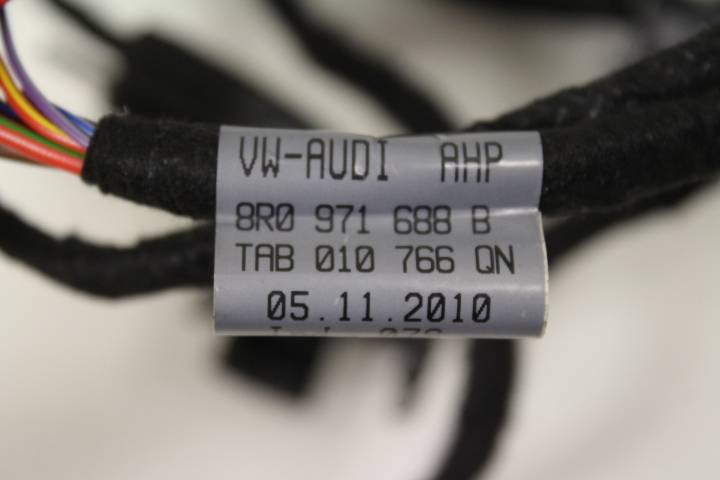 VW-AUDI AHP
8R0 971 688 B
TAB 010 766 QN
05.11.2010